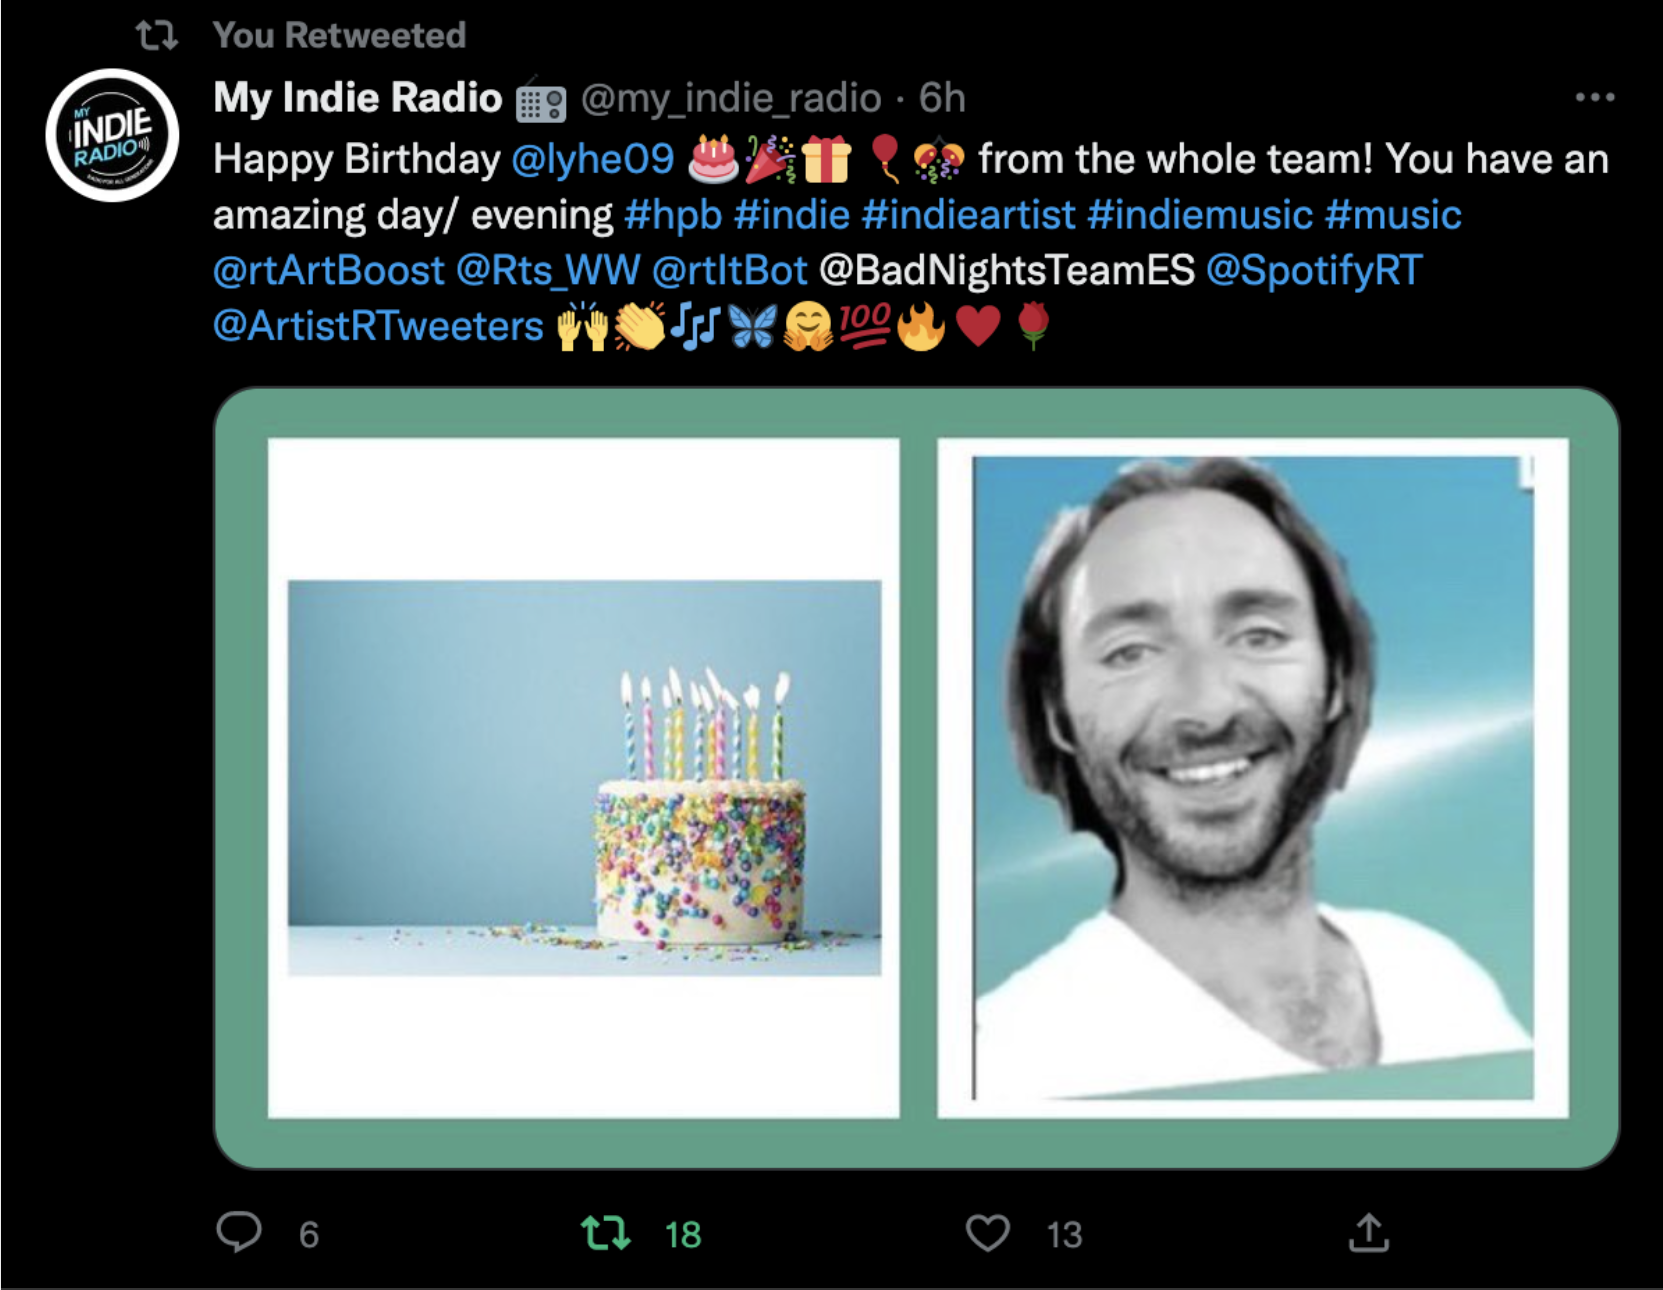 You Retweeted
My Indie Radio 📻 @my_indie_radio · 6h
MY
INDIE
RADIO
Happy Birthday @lyhe09 🎂🎉🎁🎈🎊 from the whole team! You have an
amazing day/ evening #hpb #indie #indieartist #indiemusic #music
@rtArtBoost @Rts_WW @rtItBot @BadNightsTeamES @SpotifyRT
@ArtistRTweeters 🙌👏🎶🦋🤗💯🔥♥️🌹
6 18 13